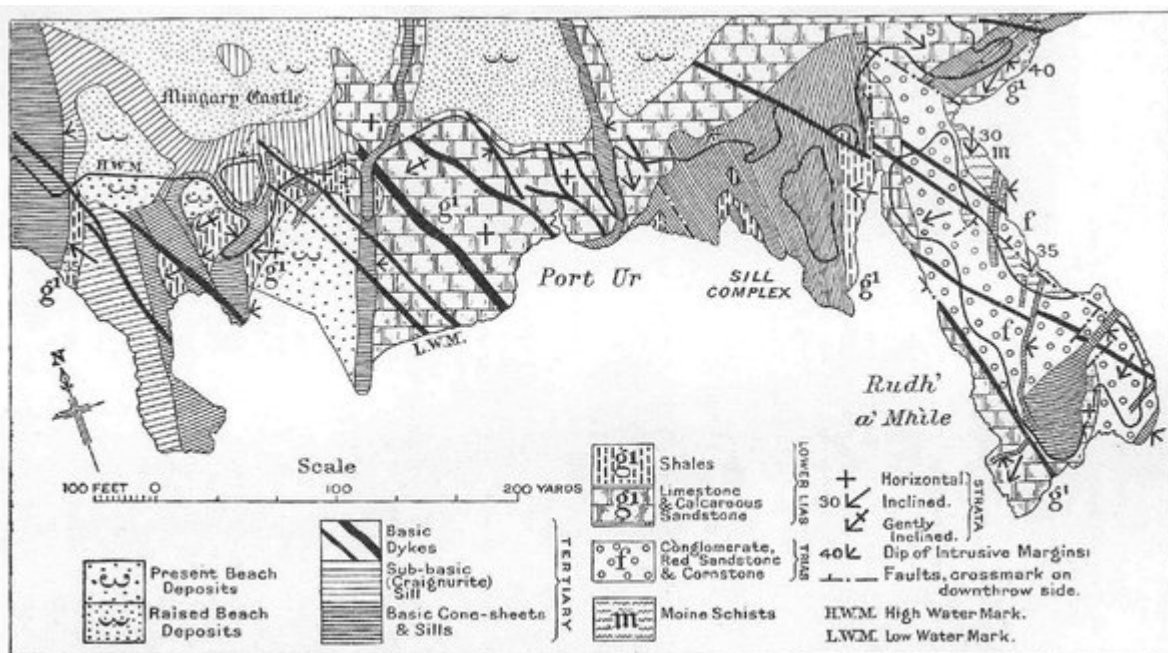 5
40
g¹
Mingary Castle
30
m
H.W.M.
g¹
f
35
g¹
g¹
Port Ur
SILL
COMPLEX
g¹
f
L.W.M.
Rudh'
a' Mhile
g¹
N
Scale
100 FEET 0 100 200 YARDS
Present Beach
Deposits
Raised Beach
Deposits
Basic
Dykes
Sub-basic
(Craignurite)
Sill
Basic Cone-sheets
& Sills
TERTIARY
g¹ Shales
g¹ Limestone
& Calcareous
Sandstone
LOWER LIAS
f Conglomerate,
Red Sandstone
& Cornstone
TRIAS
m Moine Schists
Horizontal.
30 Inclined.
Gently
Inclined.
STRATA
40 Dip of Intrusive Margins:
Faults, crossmark on
downthrow side.
H.W.M. High Water Mark.
L.W.M. Low Water Mark.